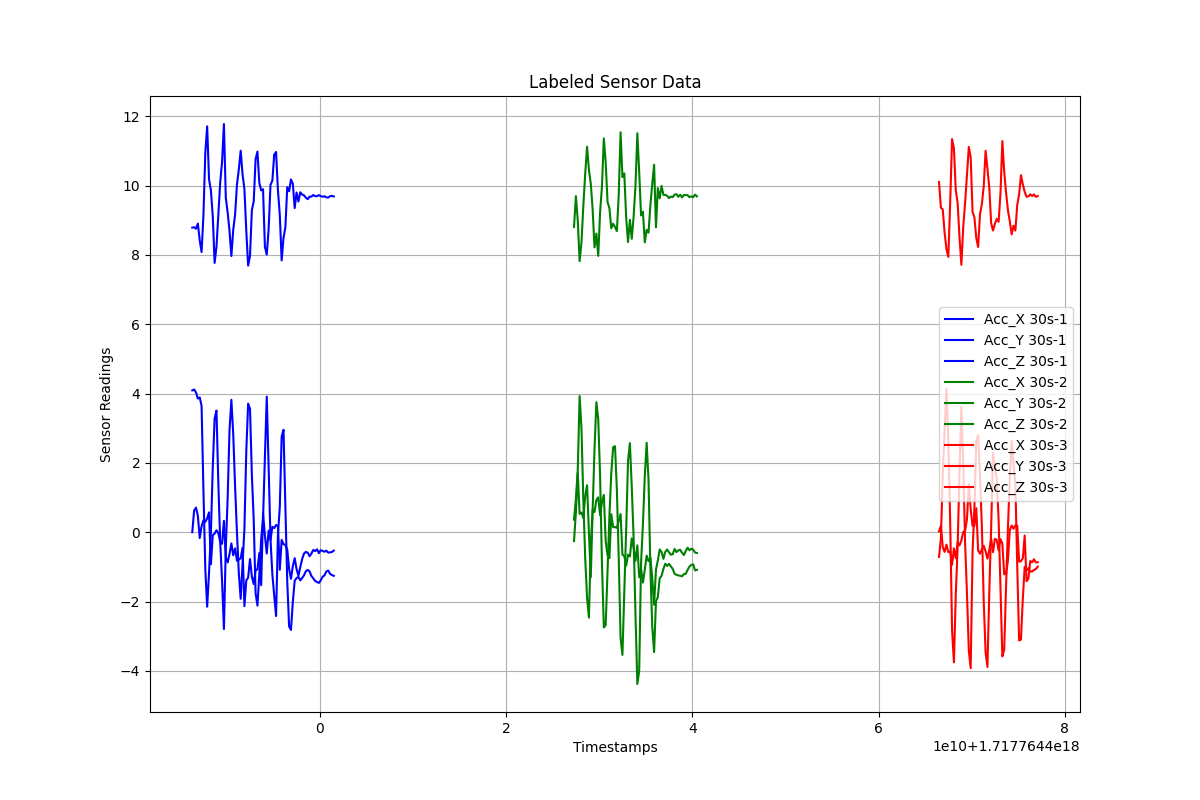 Labeled Sensor Data
12
10
8
6
4
2
0
−2
−4
Sensor Readings
Acc_X 30s-1
Acc_Y 30s-1
Acc_Z 30s-1
Acc_X 30s-2
Acc_Y 30s-2
Acc_Z 30s-2
Acc_X 30s-3
Acc_Y 30s-3
Acc_Z 30s-3
0 2 4 6 8
Timestamps
1e10+1.7177644e18